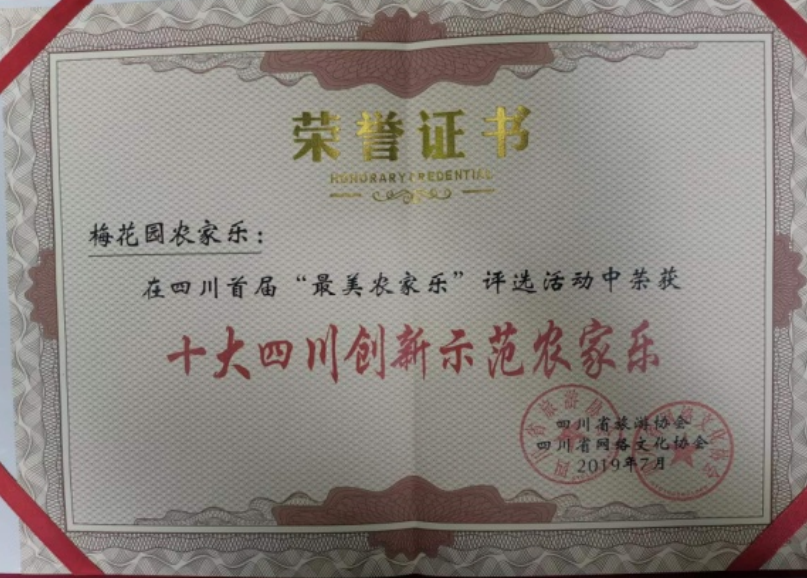 荣誉证书
HONORARY CREDENTIAL
梅花园农家乐：
在四川首届“最美农家乐”评选活动中荣获
十大四川创新示范农家乐
四川省旅游协会
四川省网络文化协会
2019年7月